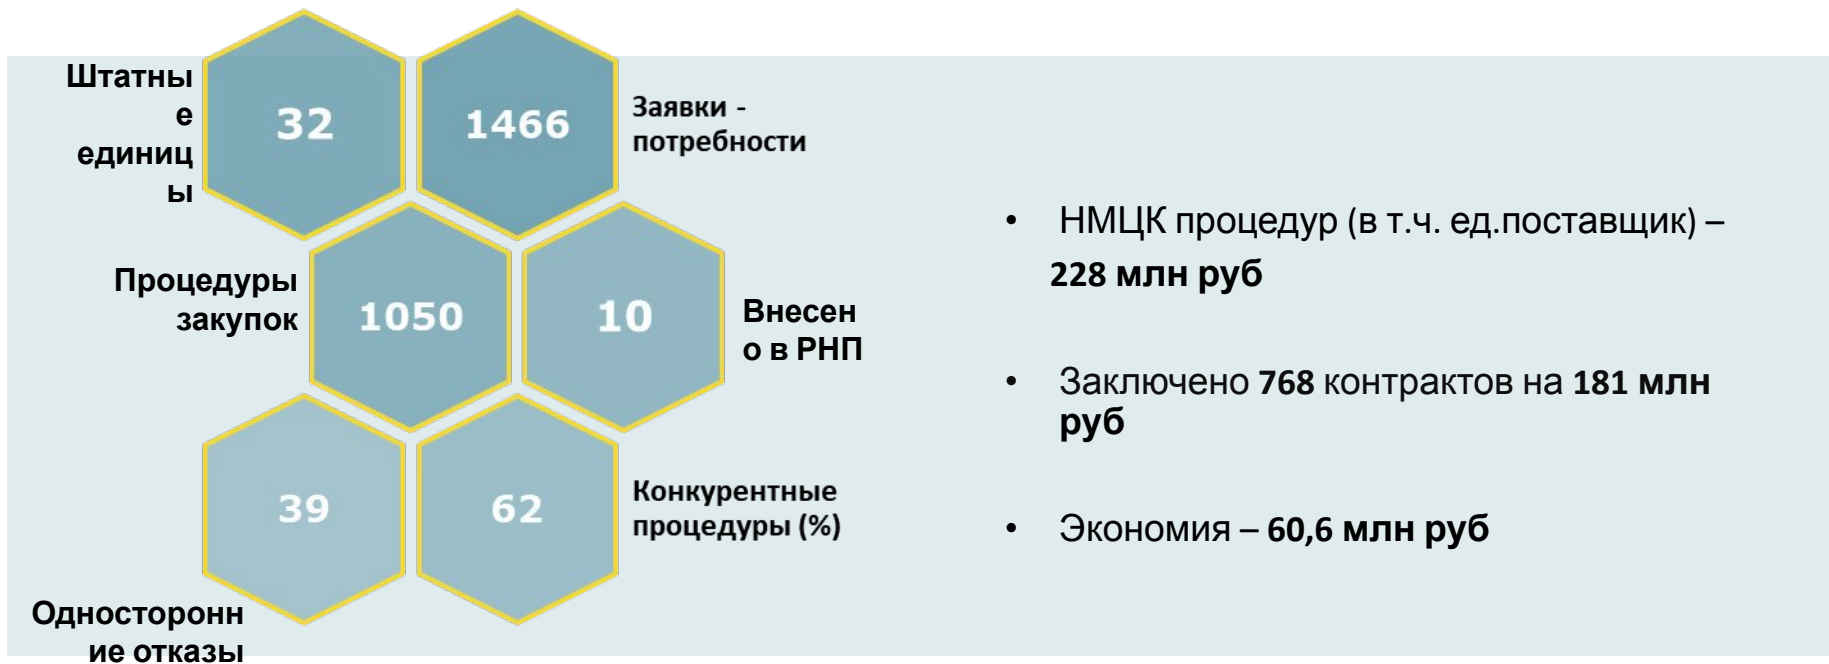 Штатны
е
единиц
ы
32
1466
Заявки -
потребности
Процедуры
закупок
1050
10
Внесен
о в РНП
39
62
Конкурентные
процедуры (%)
Односторонн
ие отказы
• НМЦК процедур (в т.ч. ед.поставщик) –
228 млн руб
• Заключено 768 контрактов на 181 млн
руб
• Экономия – 60,6 млн руб